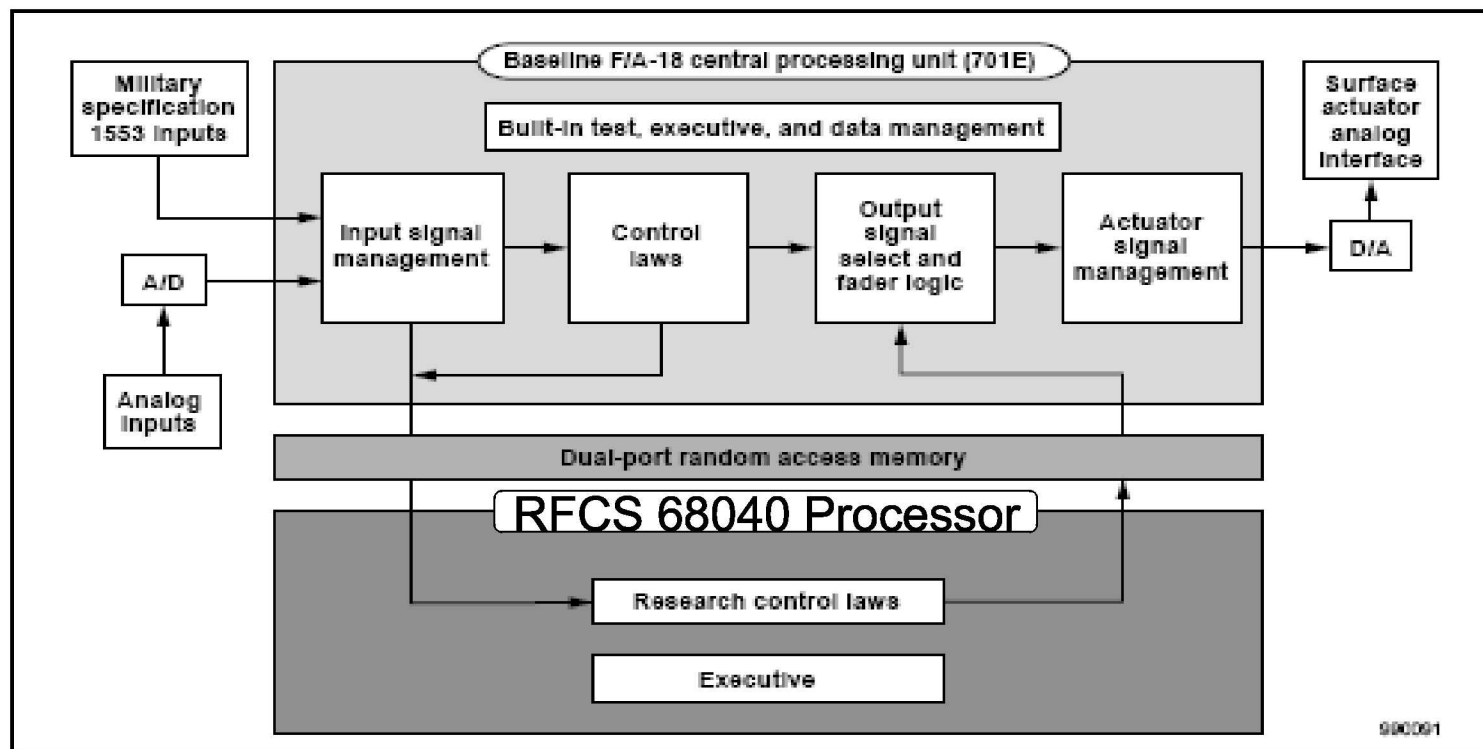 Baseline F/A-18 central processing unit (701E)
Military
specification
1553 inputs
Built-in test, executive, and data management
Surface
actuator
analog
interface
Input signal
management
Control
laws
Output
signal
select and
fader logic
Actuator
signal
management
A/D
D/A
Analog
inputs
Dual-port random access memory
RFCS 68040 Processor
Research control laws
Executive
990091